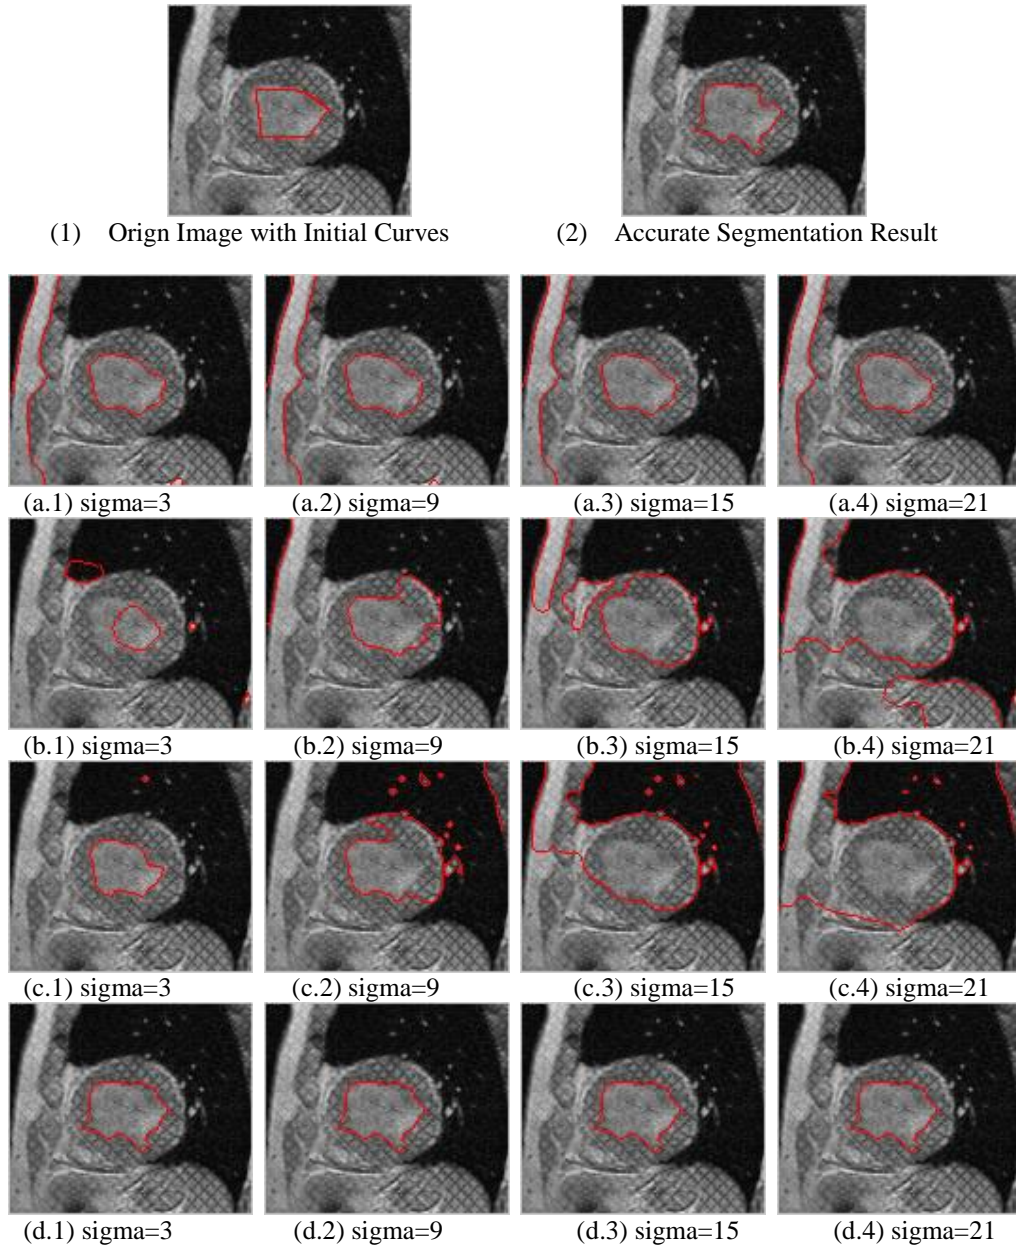 (1) Orign Image with Initial Curves
(2) Accurate Segmentation Result
(a.1) sigma=3
(a.2) sigma=9
(a.3) sigma=15
(a.4) sigma=21
(b.1) sigma=3
(b.2) sigma=9
(b.3) sigma=15
(b.4) sigma=21
(c.1) sigma=3
(c.2) sigma=9
(c.3) sigma=15
(c.4) sigma=21
(d.1) sigma=3
(d.2) sigma=9
(d.3) sigma=15
(d.4) sigma=21